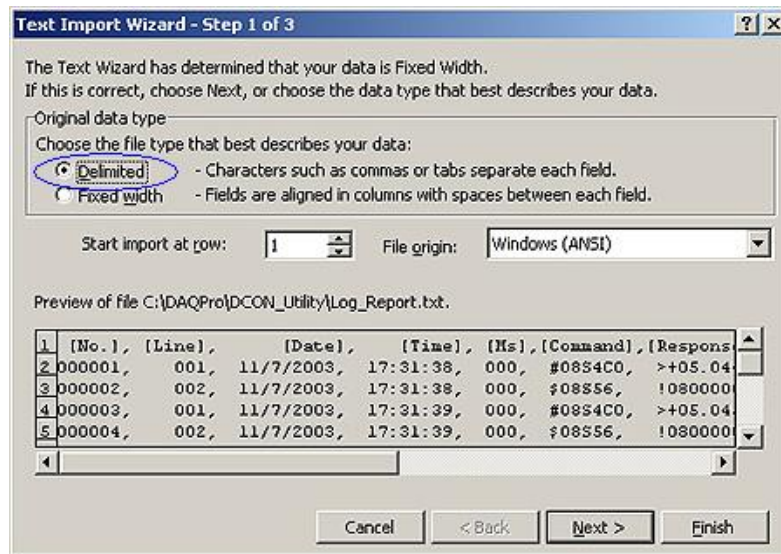 Text Import Wizard - Step 1 of 3
The Text Wizard has determined that your data is Fixed Width.
If this is correct, choose Next, or choose the data type that best describes your data.
Original data type
Choose the file type that best describes your data:
Delimited - Characters such as commas or tabs separate each field.
Fixed width - Fields are aligned in columns with spaces between each field.
Start import at row: 1 File origin: Windows (ANSI)
Preview of file C:\DAQPro\DCON_Utility\Log_Report.txt.
1 [No.], [Line], [Date], [Time], [Ms],[Command],[Respons
2 000001, 001, 11/7/2003, 17:31:38, 000, #0854C0, >+05.04
3 000002, 002, 11/7/2003, 17:31:38, 000, $08S56, !080000
4 000003, 001, 11/7/2003, 17:31:39, 000, #0854C0, >+05.04
5 000004, 002, 11/7/2003, 17:31:39, 000, $08S56, !080000
Cancel < Back Next > Finish